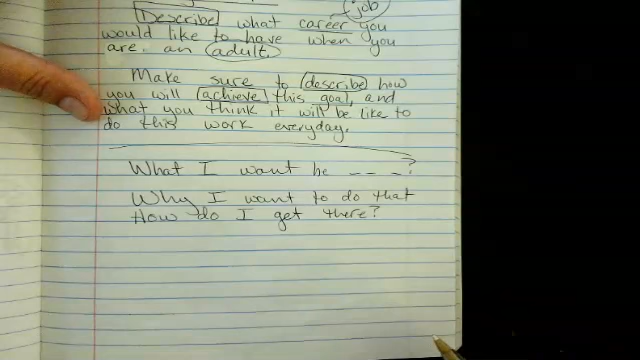 job
Describe what career you
would like to have when you
are an adult.
Make sure to describe how
you will achieve this goal, and
what you think it will be like to
do this work everyday.
What I want be _ _ _?
Why I want to do that
How do I get there?